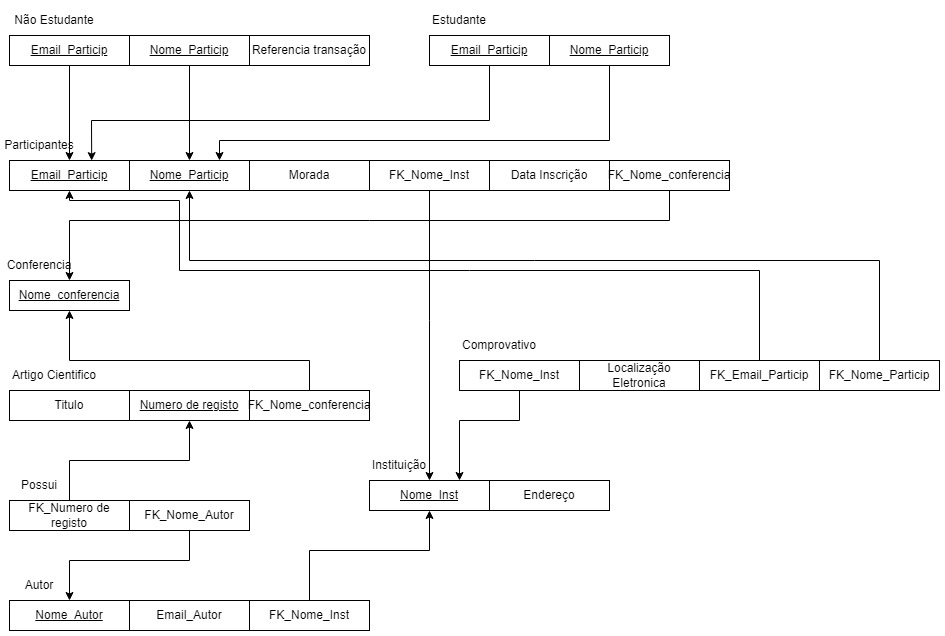 Não Estudante
Estudante
Email_Particip
Nome_Particip
Referencia transação
Email_Particip
Nome_Particip
Participantes
Email_Particip
Nome_Particip
Morada
FK_Nome_Inst
Data Inscrição
FK_Nome_conferencia
Conferencia
Nome_conferencia
Comprovativo
FK_Nome_Inst
Localização
Eletronica
FK_Email_Particip
FK_Nome_Particip
Artigo Cientifico
Titulo
Numero de registo
FK_Nome_conferencia
Instituição
Nome_Inst
Endereço
Possui
FK_Numero de
registo
FK_Nome_Autor
Autor
Nome_Autor
Email_Autor
FK_Nome_Inst